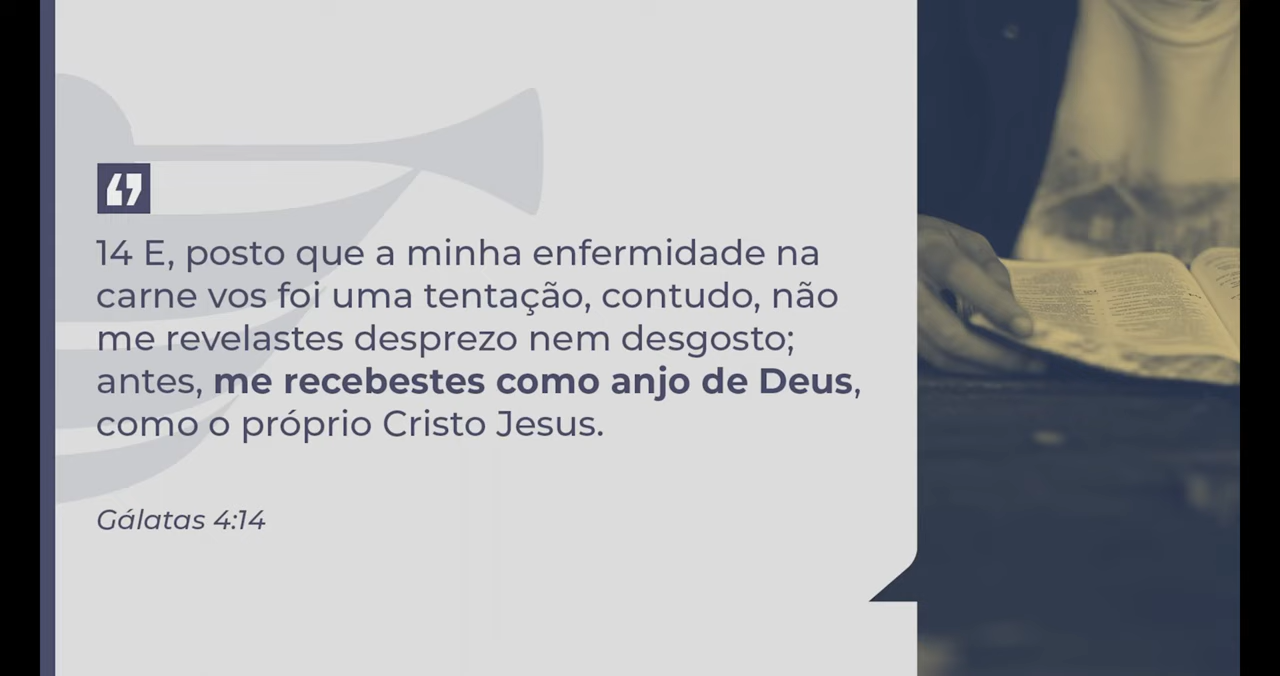 14 E, posto que a minha enfermidade na
carne vos foi uma tentação, contudo, não
me revelastes desprezo nem desgosto;
antes, me recebestes como anjo de Deus,
como o próprio Cristo Jesus.
Gálatas 4:14